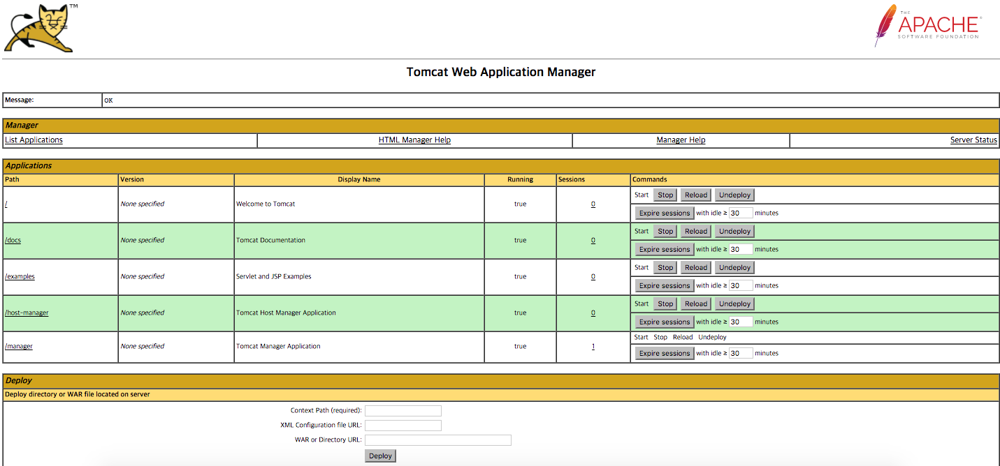 TM
THE
APACHE®
SOFTWARE FOUNDATION
Tomcat Web Application Manager
Message: OK
Manager
List Applications HTML Manager Help Manager Help Server Status
Applications
Path Version Display Name Running Sessions Commands
/ None specified Welcome to Tomcat true 0 Start Stop Reload Undeploy
Expire sessions with idle ≥ 30 minutes
/docs None specified Tomcat Documentation true 0 Start Stop Reload Undeploy
Expire sessions with idle ≥ 30 minutes
/examples None specified Servlet and JSP Examples true 0 Start Stop Reload Undeploy
Expire sessions with idle ≥ 30 minutes
/host-manager None specified Tomcat Host Manager Application true 0 Start Stop Reload Undeploy
Expire sessions with idle ≥ 30 minutes
/manager None specified Tomcat Manager Application true 1 Start Stop Reload Undeploy
Expire sessions with idle ≥ 30 minutes
Deploy
Deploy directory or WAR file located on server
Context Path (required):
XML Configuration file URL:
WAR or Directory URL:
Deploy